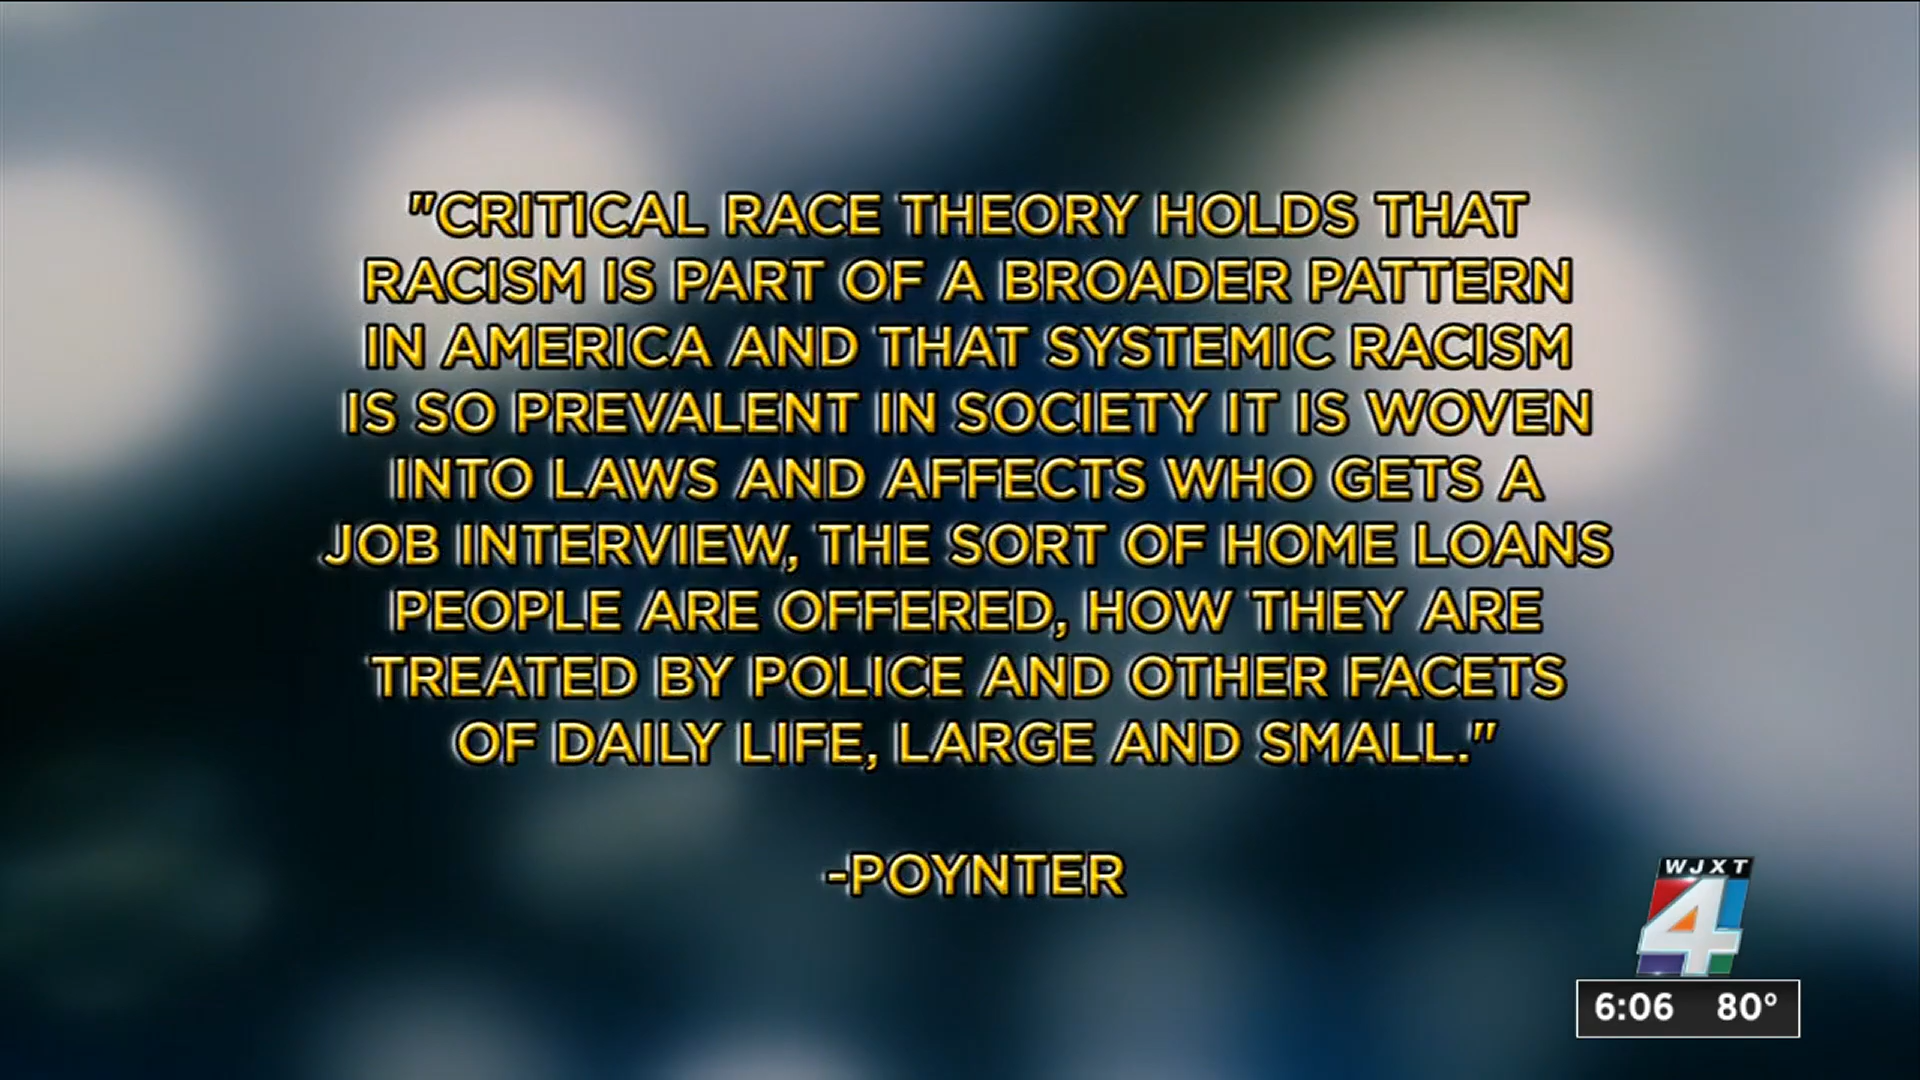 "CRITICAL RACE THEORY HOLDS THAT
RACISM IS PART OF A BROADER PATTERN
IN AMERICA AND THAT SYSTEMIC RACISM
IS SO PREVALENT IN SOCIETY IT IS WOVEN
INTO LAWS AND AFFECTS WHO GETS A
JOB INTERVIEW, THE SORT OF HOME LOANS
PEOPLE ARE OFFERED, HOW THEY ARE
TREATED BY POLICE AND OTHER FACETS
OF DAILY LIFE, LARGE AND SMALL."
-POYNTER
WJXT
4
6:06 80°